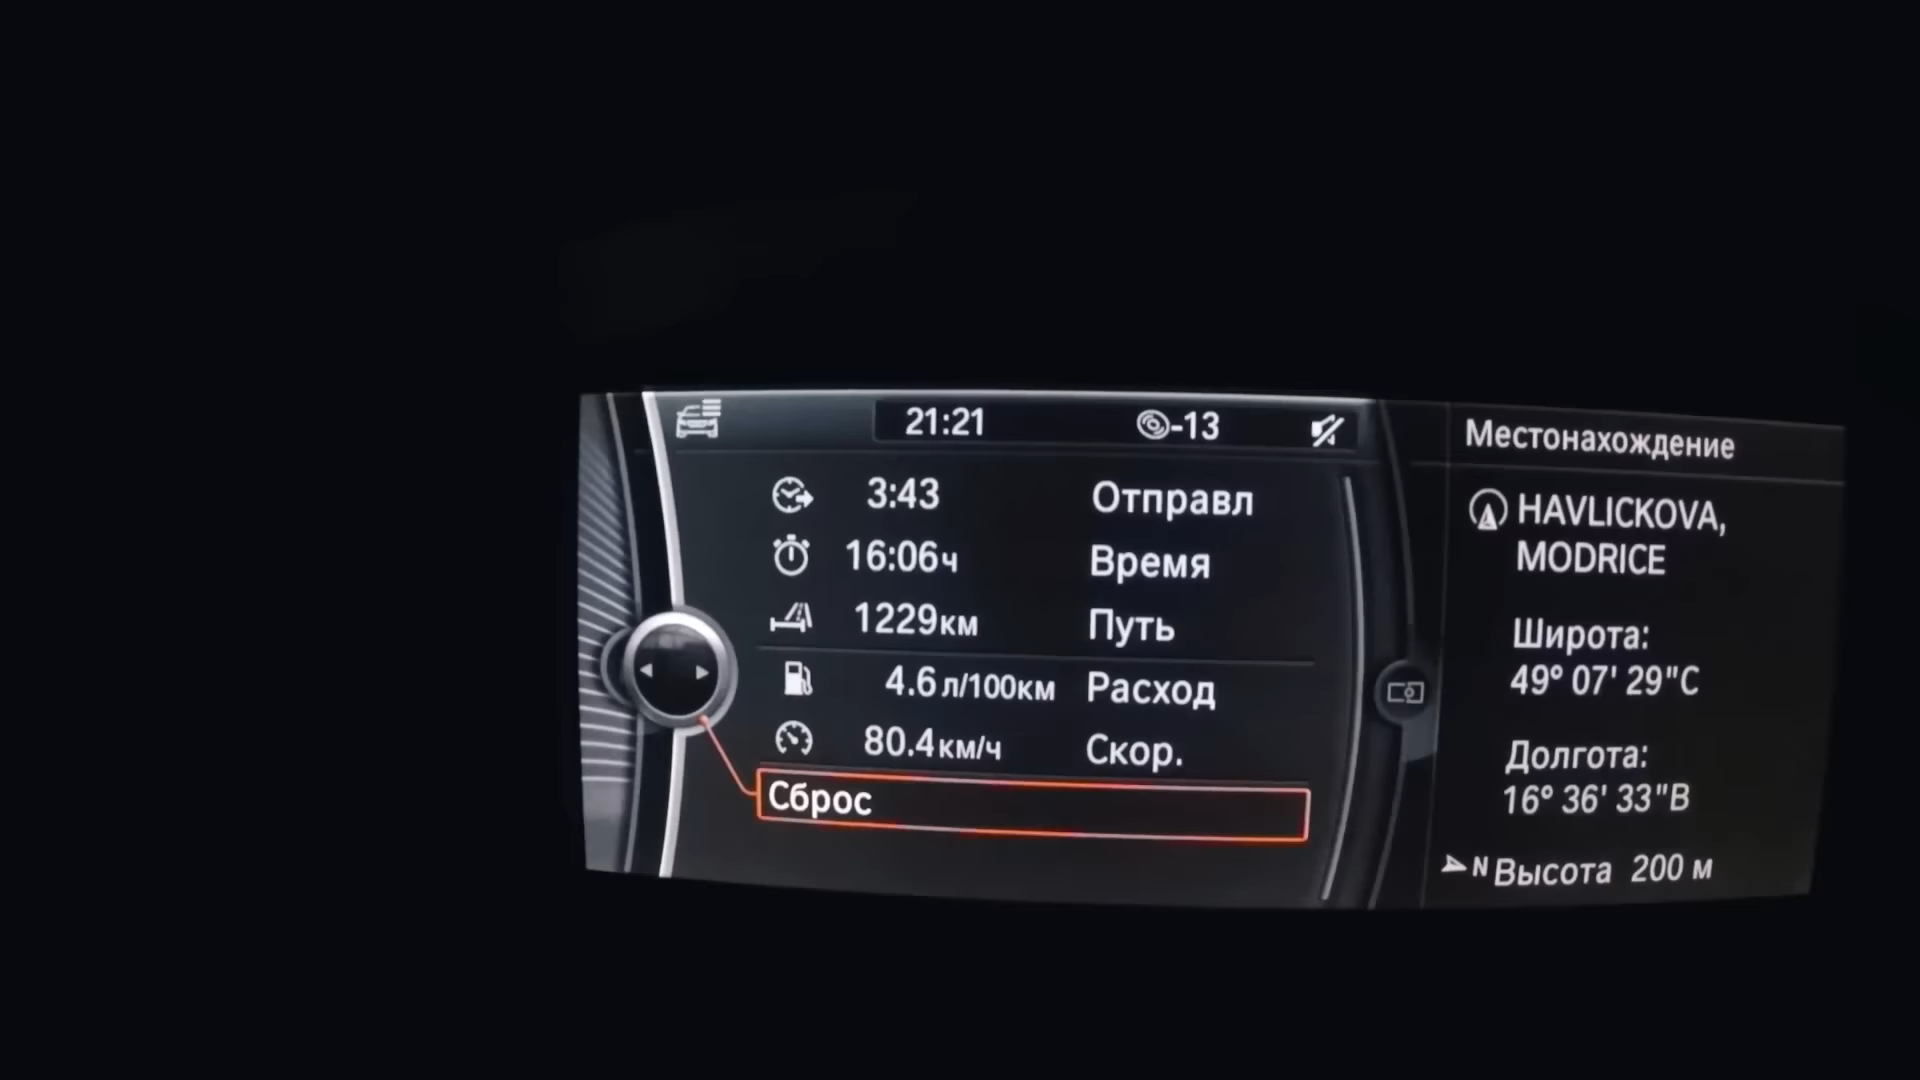 21:21 -13
3:43 Отправл
16:06ч Время
1229км Путь
4.6л/100км Расход
80.4км/ч Скор.
Сброс
Местонахождение
HAVLICKOVA,
MODRICE
Широта:
49° 07' 29"С
Долгота:
16° 36' 33"В
N Высота 200 м